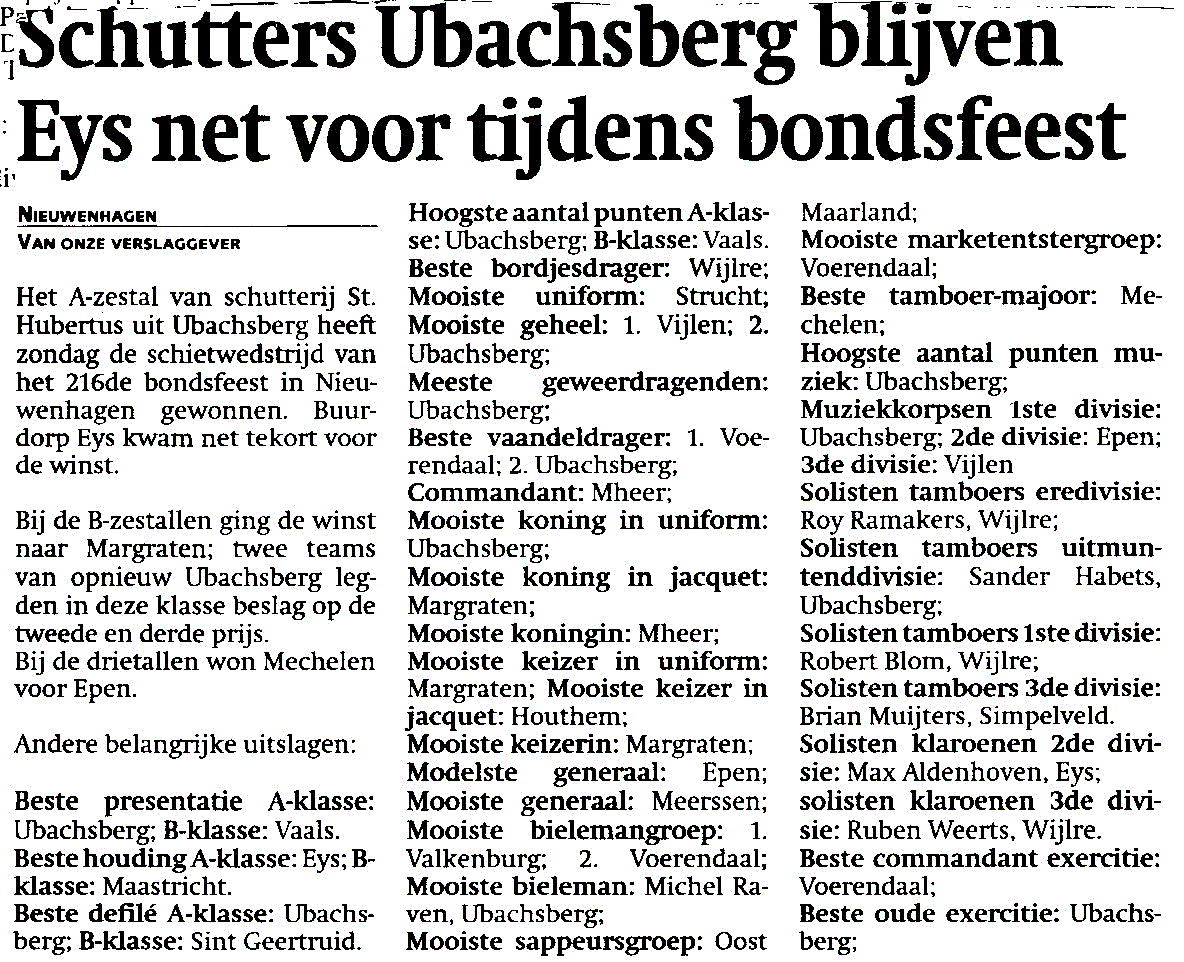 Schutters Ubachsberg blijven
Eys net voor tijdens bondsfeest
NIEUWENHAGEN
VAN ONZE VERSLAGGEVER
Het A-zestal van schutterij St.
Hubertus uit Ubachsberg heeft
zondag de schietwedstrijd van
het 216de bondsfeest in Nieu-
wenhagen gewonnen. Buur-
dorp Eys kwam net tekort voor
de winst.
Bij de B-zestallen ging de winst
naar Margraten; twee teams
van opnieuw Ubachsberg leg-
den in deze klasse beslag op de
tweede en derde prijs.
Bij de drietallen won Mechelen
voor Epen.
Andere belangrijke uitslagen:
Beste presentatie A-klasse:
Ubachsberg; B-klasse: Vaals.
Beste houding A-klasse: Eys; B-
klasse: Maastricht.
Beste defilé A-klasse: Ubachs-
berg; B-klasse: Sint Geertruid.
Hoogste aantal punten A-klas-
se: Ubachsberg; B-klasse: Vaals.
Beste bordjesdrager: Wijlre;
Mooiste uniform: Strucht;
Mooiste geheel: 1. Vijlen; 2.
Ubachsberg;
Meeste geweerdragenden:
Ubachsberg;
Beste vaandeldrager: 1. Voe-
rendaal; 2. Ubachsberg;
Commandant: Mheer;
Mooiste koning in uniform:
Ubachsberg;
Mooiste koning in jacquet:
Margraten;
Mooiste koningin: Mheer;
Mooiste keizer in uniform:
Margraten; Mooiste keizer in
jacquet: Houthem;
Mooiste keizerin: Margraten;
Modelste generaal: Epen;
Mooiste generaal: Meerssen;
Mooiste bielemangroep: 1.
Valkenburg; 2. Voerendaal;
Mooiste bieleman: Michel Ra-
ven, Ubachsberg;
Mooiste sappeursgroep: Oost
Maarland;
Mooiste marketentstergroep:
Voerendaal;
Beste tamboer-majoor: Me-
chelen;
Hoogste aantal punten mu-
ziek: Ubachsberg;
Muziekkorpsen 1ste divisie:
Ubachsberg; 2de divisie: Epen;
3de divisie: Vijlen
Solisten tamboers eredivisie:
Roy Ramakers, Wijlre;
Solisten tamboers uitmun-
tenddivisie: Sander Habets,
Ubachsberg;
Solisten tamboers 1ste divisie:
Robert Blom, Wijlre;
Solisten tamboers 3de divisie:
Brian Muijters, Simpelveld.
Solisten klaroenen 2de divi-
sie: Max Aldenhoven, Eys;
solisten klaroenen 3de divi-
sie: Ruben Weerts, Wijlre.
Beste commandant exercitie:
Voerendaal;
Beste oude exercitie: Ubachs-
berg;